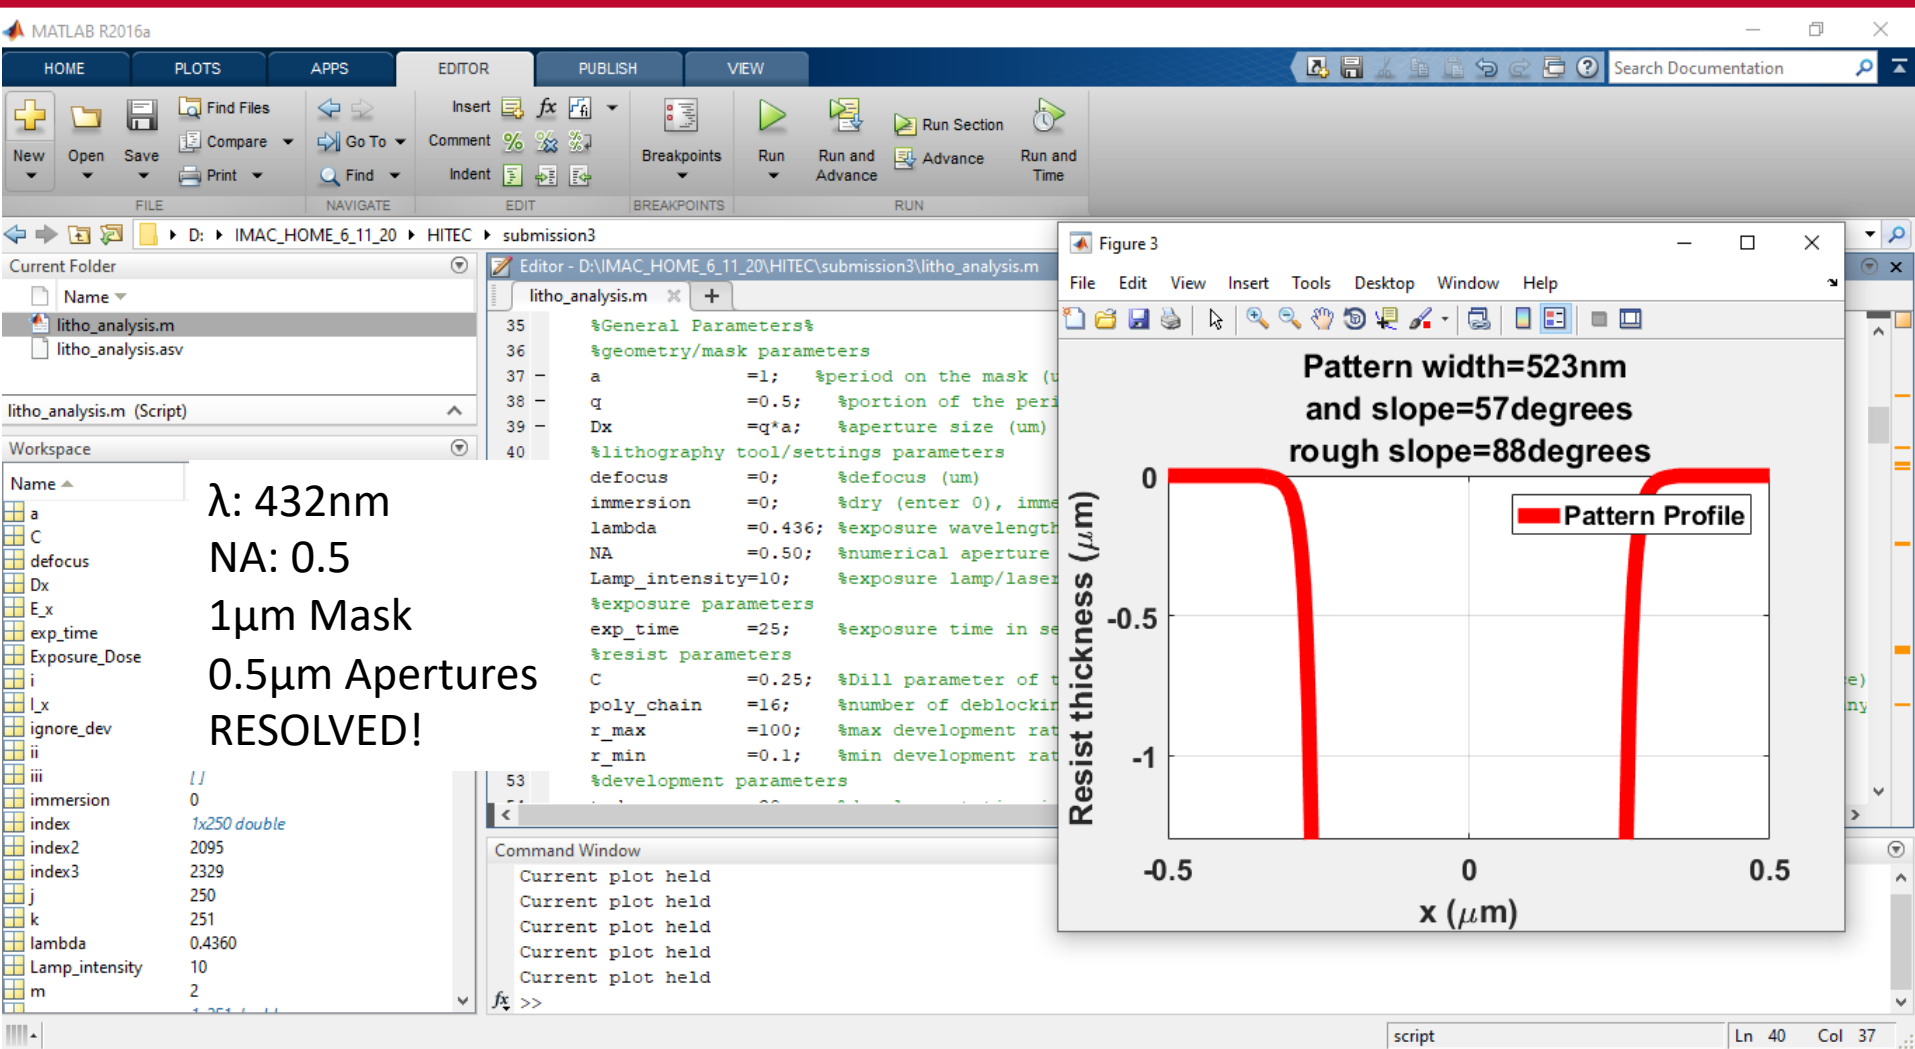 MATLAB R2016a
HOME PLOTS APPS EDITOR PUBLISH VIEW
Search Documentation
New Open Save
Find Files
Compare
Print
Go To
Find
Insert fx
Comment
Indent
Breakpoints
Run
Run and Advance
Run Section
Advance
Run and Time
FILE NAVIGATE EDIT BREAKPOINTS RUN
D: IMAC_HOME_6_11_20 HITEC submission3
Current Folder
Name
litho_analysis.m
litho_analysis.asv
litho_analysis.m (Script)
Workspace
Name
a
C
defocus
Dx
E_x
exp_time
Exposure_Dose
i
I_x
ignore_dev
ii
iii []
immersion 0
index 1x250 double
index2 2095
index3 2329
j 250
k 251
lambda 0.4360
Lamp_intensity 10
m 2
λ: 432nm
NA: 0.5
1μm Mask
0.5μm Apertures
RESOLVED!
Editor - D:\IMAC_HOME_6_11_20\HITEC\submission3\litho_analysis.m
litho_analysis.m
35 %General Parameters%
36 %geometry/mask parameters
37 a =1; %period on the mask (u
38 q =0.5; %portion of the peri
39 Dx =q*a; %aperture size (um)
40 %lithography tool/settings parameters
defocus =0; %defocus (um)
immersion =0; %dry (enter 0), imme
lambda =0.436; %exposure wavelength
NA =0.50; %numerical aperture
Lamp_intensity=10; %exposure lamp/laser
%exposure parameters
exp_time =25; %exposure time in se
%resist parameters
C =0.25; %Dill parameter of t e)
poly_chain =16; %number of deblockin ny
r_max =100; %max development rat
r_min =0.1; %min development rat
53 %development parameters
Command Window
Current plot held
Current plot held
Current plot held
Current plot held
Current plot held
fx >>
Figure 3
File Edit View Insert Tools Desktop Window Help
Pattern width=523nm
and slope=57degrees
rough slope=88degrees
Pattern Profile
Resist thickness (μm)
0
-0.5
-1
-0.5 0 0.5
x (μm)
script Ln 40 Col 37